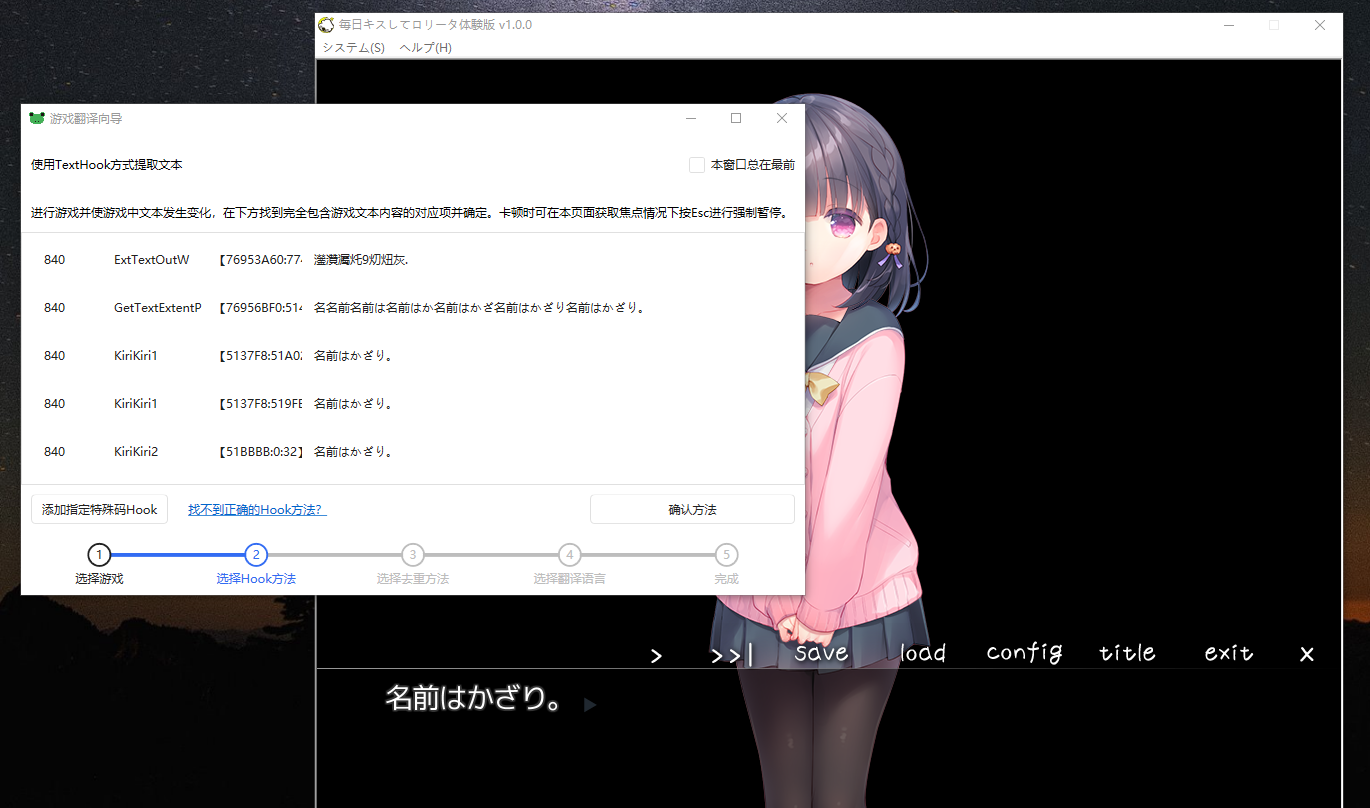 毎日キスしてロリータ体験版 v1.0.0
システム(S) ヘルプ(H)
游戏翻译向导
使用TextHook方式提取文本
本窗口总在最前
进行游戏并使游戏中文本发生变化，在下方找到完全包含游戏文本内容的对应项并确定。卡顿时可在本页面获取焦点情况下按Esc进行强制暂停。
840 ExtTextOutW 【76953A60:774
840 GetTextExtentP 【76956BF0:514 名名前名前は名前はか名前はかざ名前はかざり名前はかざり。
840 KiriKiri1 【5137F8:51A02 名前はかざり。
840 KiriKiri1 【5137F8:519FE 名前はかざり。
840 KiriKiri2 【51BBBB:0:32】 名前はかざり。
添加指定特殊码Hook 找不到正确的Hook方法? 确认方法
1 2 3 4 5
选择游戏 选择Hook方法 选择去重方法 选择翻译语言 完成
> >>| save load config title exit x
名前はかざり。